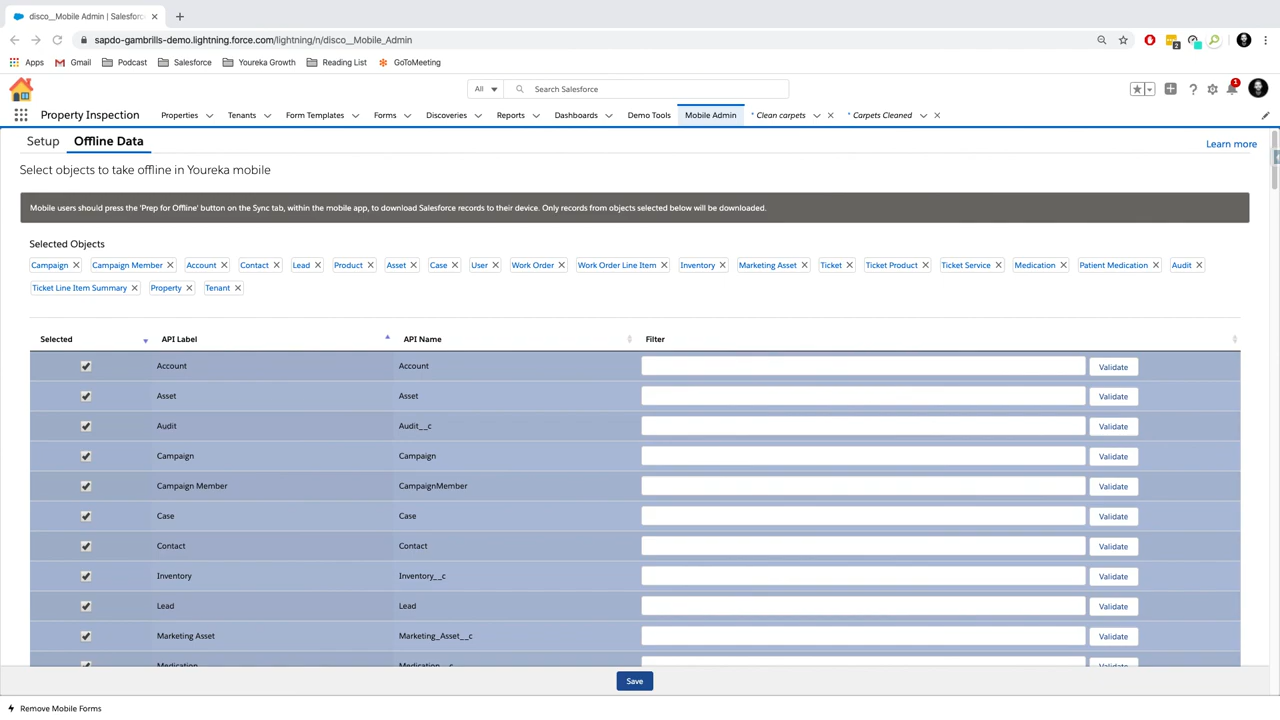 disco__Mobile Admin | Salesforc
sapdo-gambrills-demo.lightning.force.com/lightning/n/disco__Mobile_Admin
Apps Gmail Podcast Salesforce Youreka Growth Reading List GoToMeeting
All Search Salesforce
Property Inspection Properties Tenants Form Templates Forms Discoveries Reports Dashboards Demo Tools Mobile Admin * Clean carpets * Carpets Cleaned
Setup Offline Data
Learn more
Select objects to take offline in Youreka mobile
Mobile users should press the 'Prep for Offline' button on the Sync tab, within the mobile app, to download Salesforce records to their device. Only records from objects selected below will be downloaded.
Selected Objects
Campaign Campaign Member Account Contact Lead Product Asset Case User Work Order Work Order Line Item Inventory Marketing Asset Ticket Ticket Product Ticket Service Medication Patient Medication Audit
Ticket Line Item Summary Property Tenant
Selected API Label API Name Filter
Account Account Validate
Asset Asset Validate
Audit Audit__c Validate
Campaign Campaign Validate
Campaign Member CampaignMember Validate
Case Case Validate
Contact Contact Validate
Inventory Inventory__c Validate
Lead Lead Validate
Marketing Asset Marketing_Asset__c Validate
Medication Medication__c Validate
Save
Remove Mobile Forms